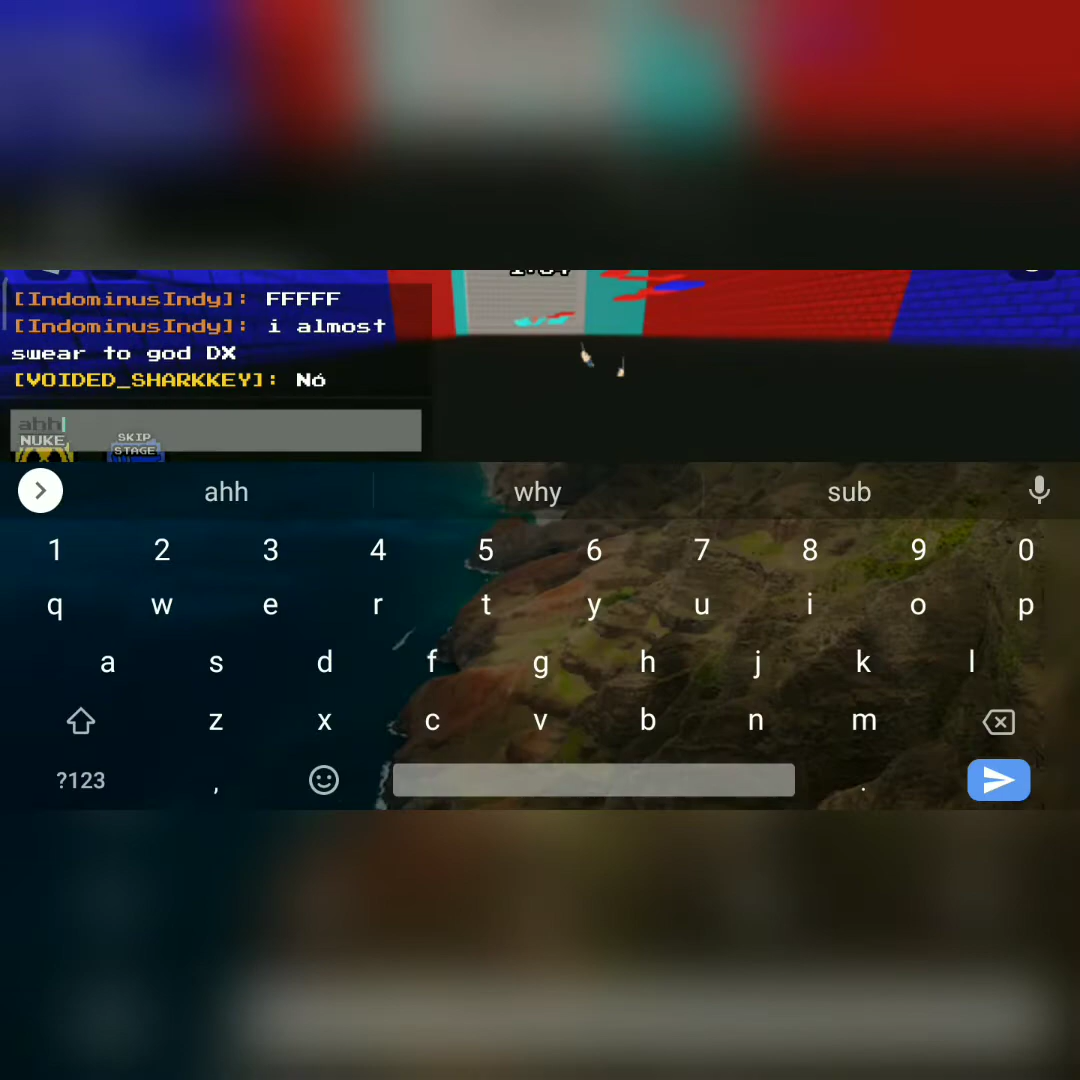 [IndominusIndy]: FFFFF
[IndominusIndy]: i almost
swear to god DX
[VOIDED_SHARKKEY]: Nó
ahh
NUKE
SKIP
STAGE
ahh why sub
1 2 3 4 5 6 7 8 9 0
q w e r t y u i o p
a s d f g h j k l
z x c v b n m
?123 , .